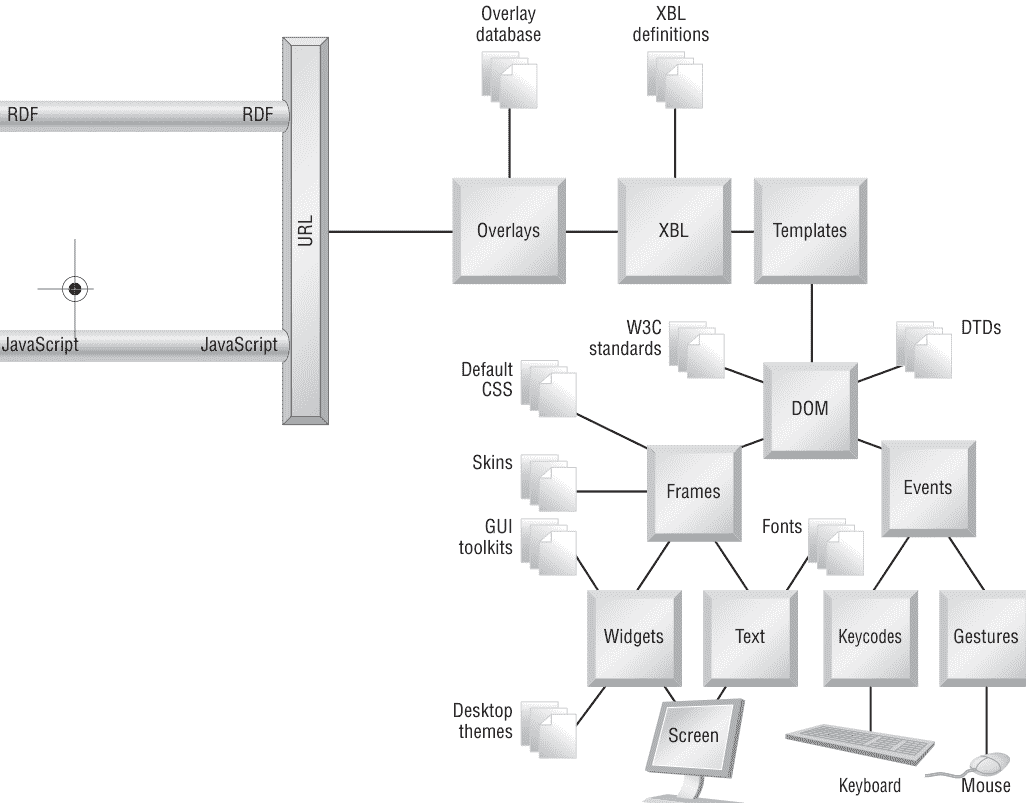 Overlay
database
XBL
definitions
RDF
RDF
URL
Overlays
XBL
Templates
JavaScript
JavaScript
W3C
standards
DTDs
Default
CSS
DOM
Skins
Frames
Events
GUI
toolkits
Fonts
Widgets
Text
Keycodes
Gestures
Desktop
themes
Screen
Keyboard
Mouse